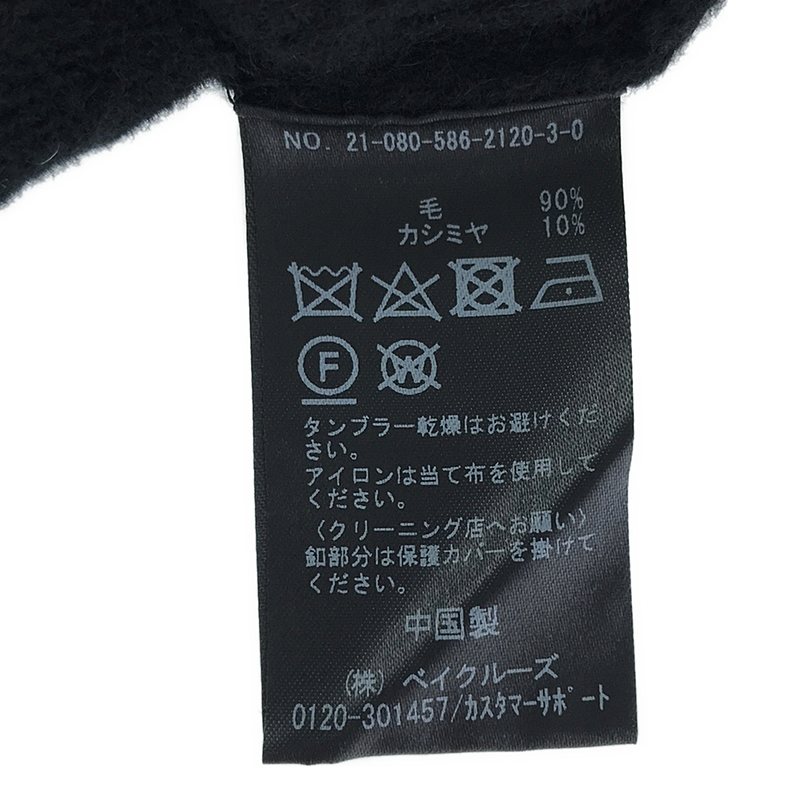 NO. 21-080-586-2120-3-0
毛 90%
カシミヤ 10%
F W
タンブラー乾燥はお避けくだ
さい。
アイロンは当て布を使用して
ください。
〈クリーニング店へお願い〉
釦部分は保護カバーを掛けて
ください。
中国製
(株) ベイクルーズ
0120-301457/カスタマーサポート